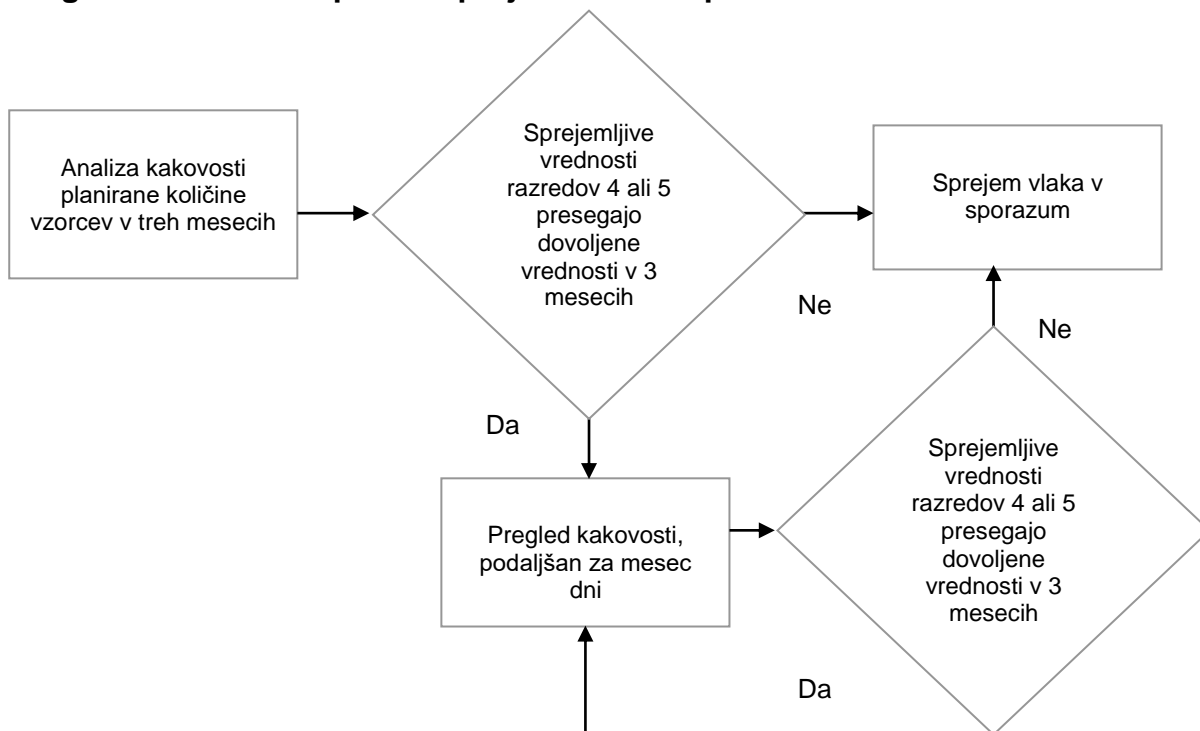 Analiza kakovosti
planirane količine
vzorcev v treh mesecih
Sprejemljive
vrednosti
razredov 4 ali 5
presegajo
dovoljene
vrednosti v 3
mesecih
Sprejem vlaka v
sporazum
Ne
Ne
Da
Pregled kakovosti,
podaljšan za mesec
dni
Sprejemljive
vrednosti
razredov 4 ali 5
presegajo
dovoljene
vrednosti v 3
mesecih
Da